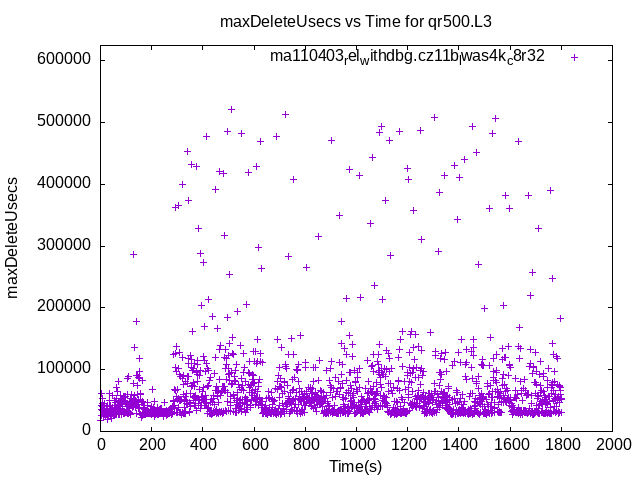 maxDeleteUsecs vs Time for qr500.L3
ma110403relwithdbg.cz11blwas4kc8r32
600000
500000
400000
300000
200000
100000
0
maxDeleteUsecs
0 200 400 600 800 1000 1200 1400 1600 1800 2000
Time(s)